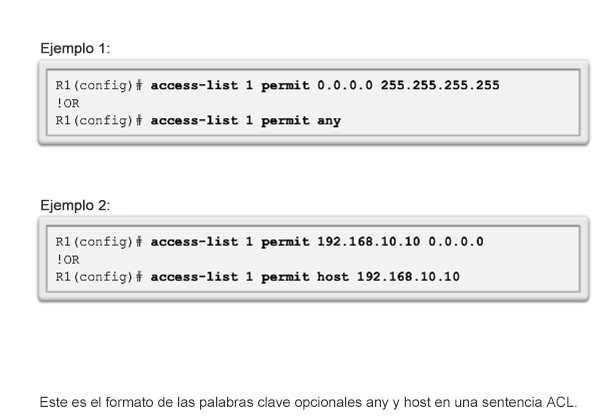 Ejemplo 1:
R1(config)# access-list 1 permit 0.0.0.0 255.255.255.255
!OR
R1(config)# access-list 1 permit any
Ejemplo 2:
R1(config)# access-list 1 permit 192.168.10.10 0.0.0.0
!OR
R1(config)# access-list 1 permit host 192.168.10.10
Este es el formato de las palabras clave opcionales any y host en una sentencia ACL.